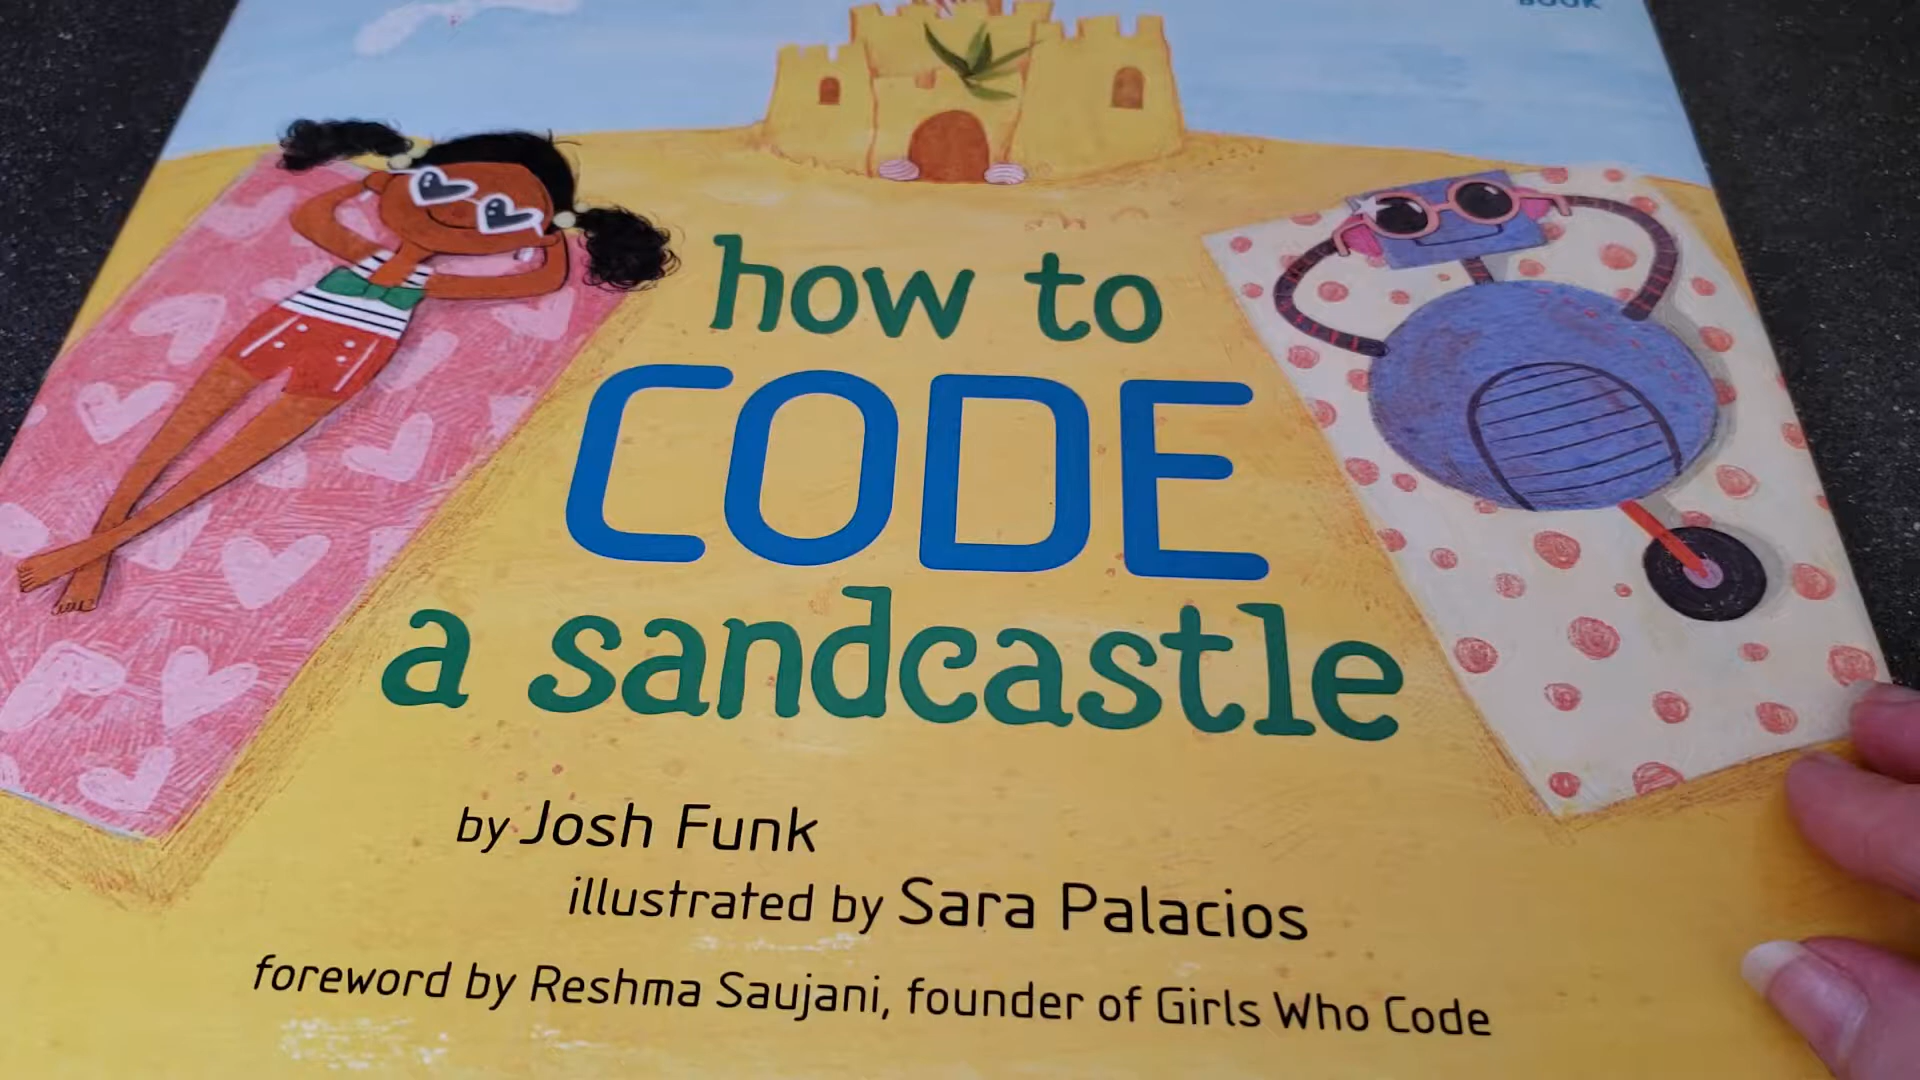 BOOK
how to
CODE
a sandcastle
by Josh Funk
illustrated by Sara Palacios
foreword by Reshma Saujani, founder of Girls Who Code